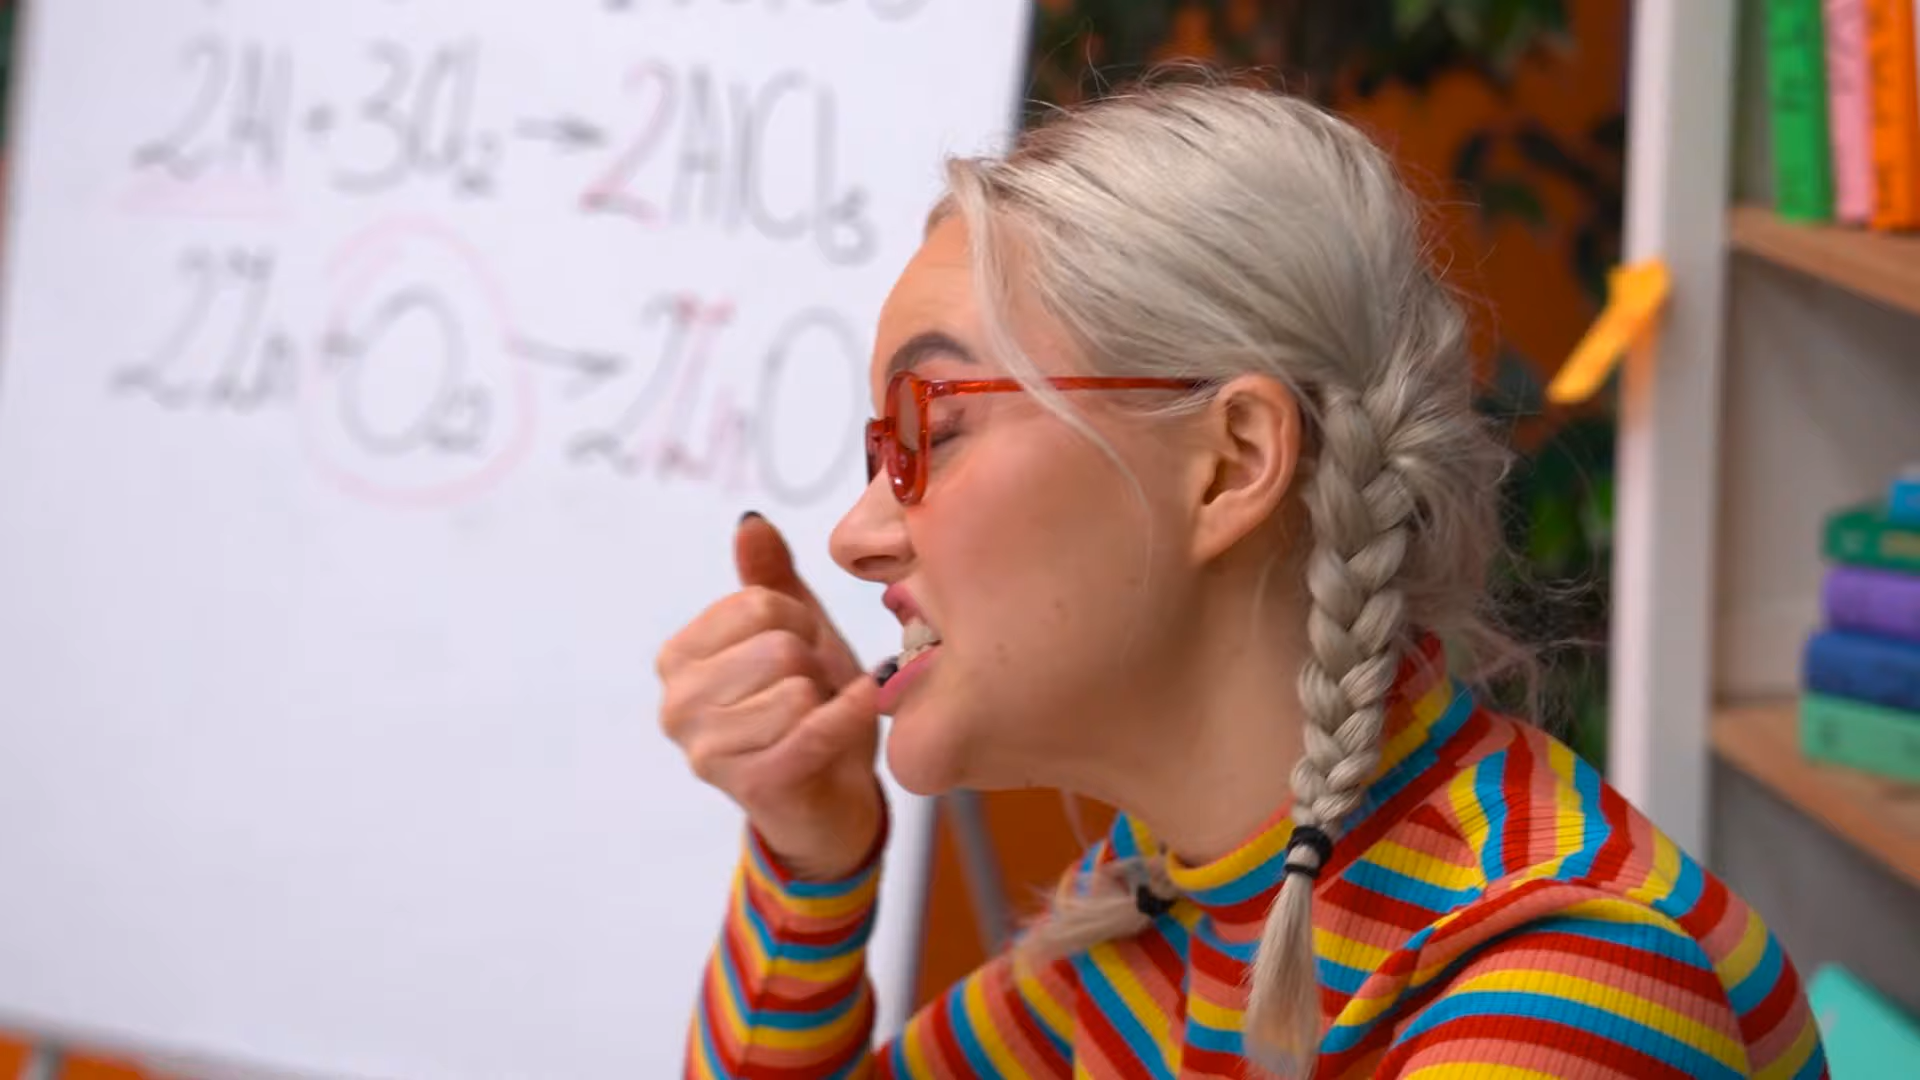 2Al + 3Cl₂ → 2AlCl₃
2Zn + O₂ → 2ZnO